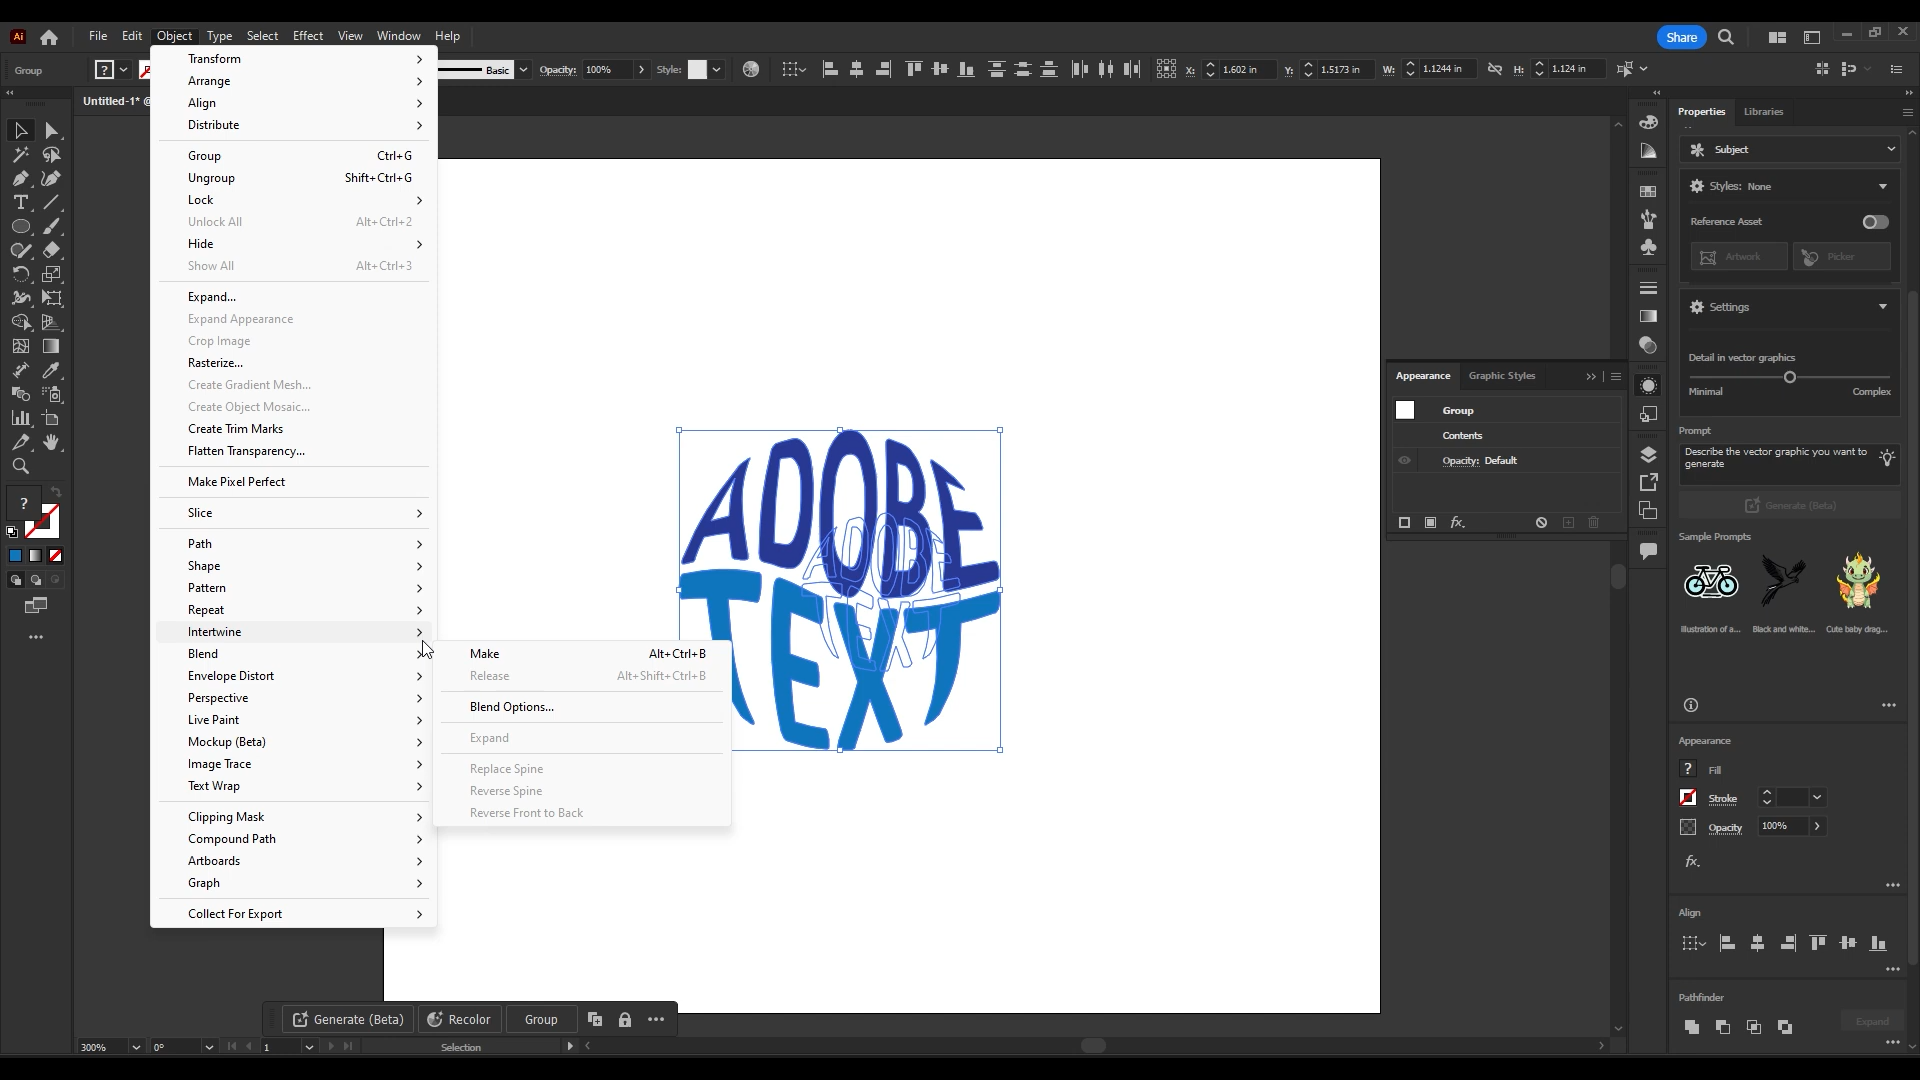 Ai File Edit Object Type Select Effect View Window Help Share
Group Basic Opacity: 100% Style: X: 1.602 in Y: 1.5173 in W: 1.1244 in H: 1.124 in
Untitled-1* @
Transform
Arrange
Align
Distribute
Group Ctrl+G
Ungroup Shift+Ctrl+G
Lock
Unlock All Alt+Ctrl+2
Hide
Show All Alt+Ctrl+3
Expand...
Expand Appearance
Crop Image
Rasterize...
Create Gradient Mesh...
Create Object Mosaic...
Create Trim Marks
Flatten Transparency...
Make Pixel Perfect
Slice
Path
Shape
Pattern
Repeat
Intertwine
Blend
Envelope Distort
Perspective
Live Paint
Mockup (Beta)
Image Trace
Text Wrap
Clipping Mask
Compound Path
Artboards
Graph
Collect For Export
Make Alt+Ctrl+B
Release Alt+Shift+Ctrl+B
Blend Options...
Expand
Replace Spine
Reverse Spine
Reverse Front to Back
ADOBE
TEXT
ADOBE
TEXT
Appearance Graphic Styles
Group
Contents
Opacity: Default
fx.
Properties Libraries
Subject
Styles: None
Reference Asset
Artwork Picker
Settings
Detail in vector graphics
Minimal Complex
Prompt
Describe the vector graphic you want to
generate
Generate (Beta)
Sample Prompts
Illustration of a... Black and white... Cute baby drag...
Appearance
? Fill
Stroke
Opacity 100%
fx.
Align
Pathfinder
Expand
Generate (Beta) Recolor Group
300% 0° 1 Selection